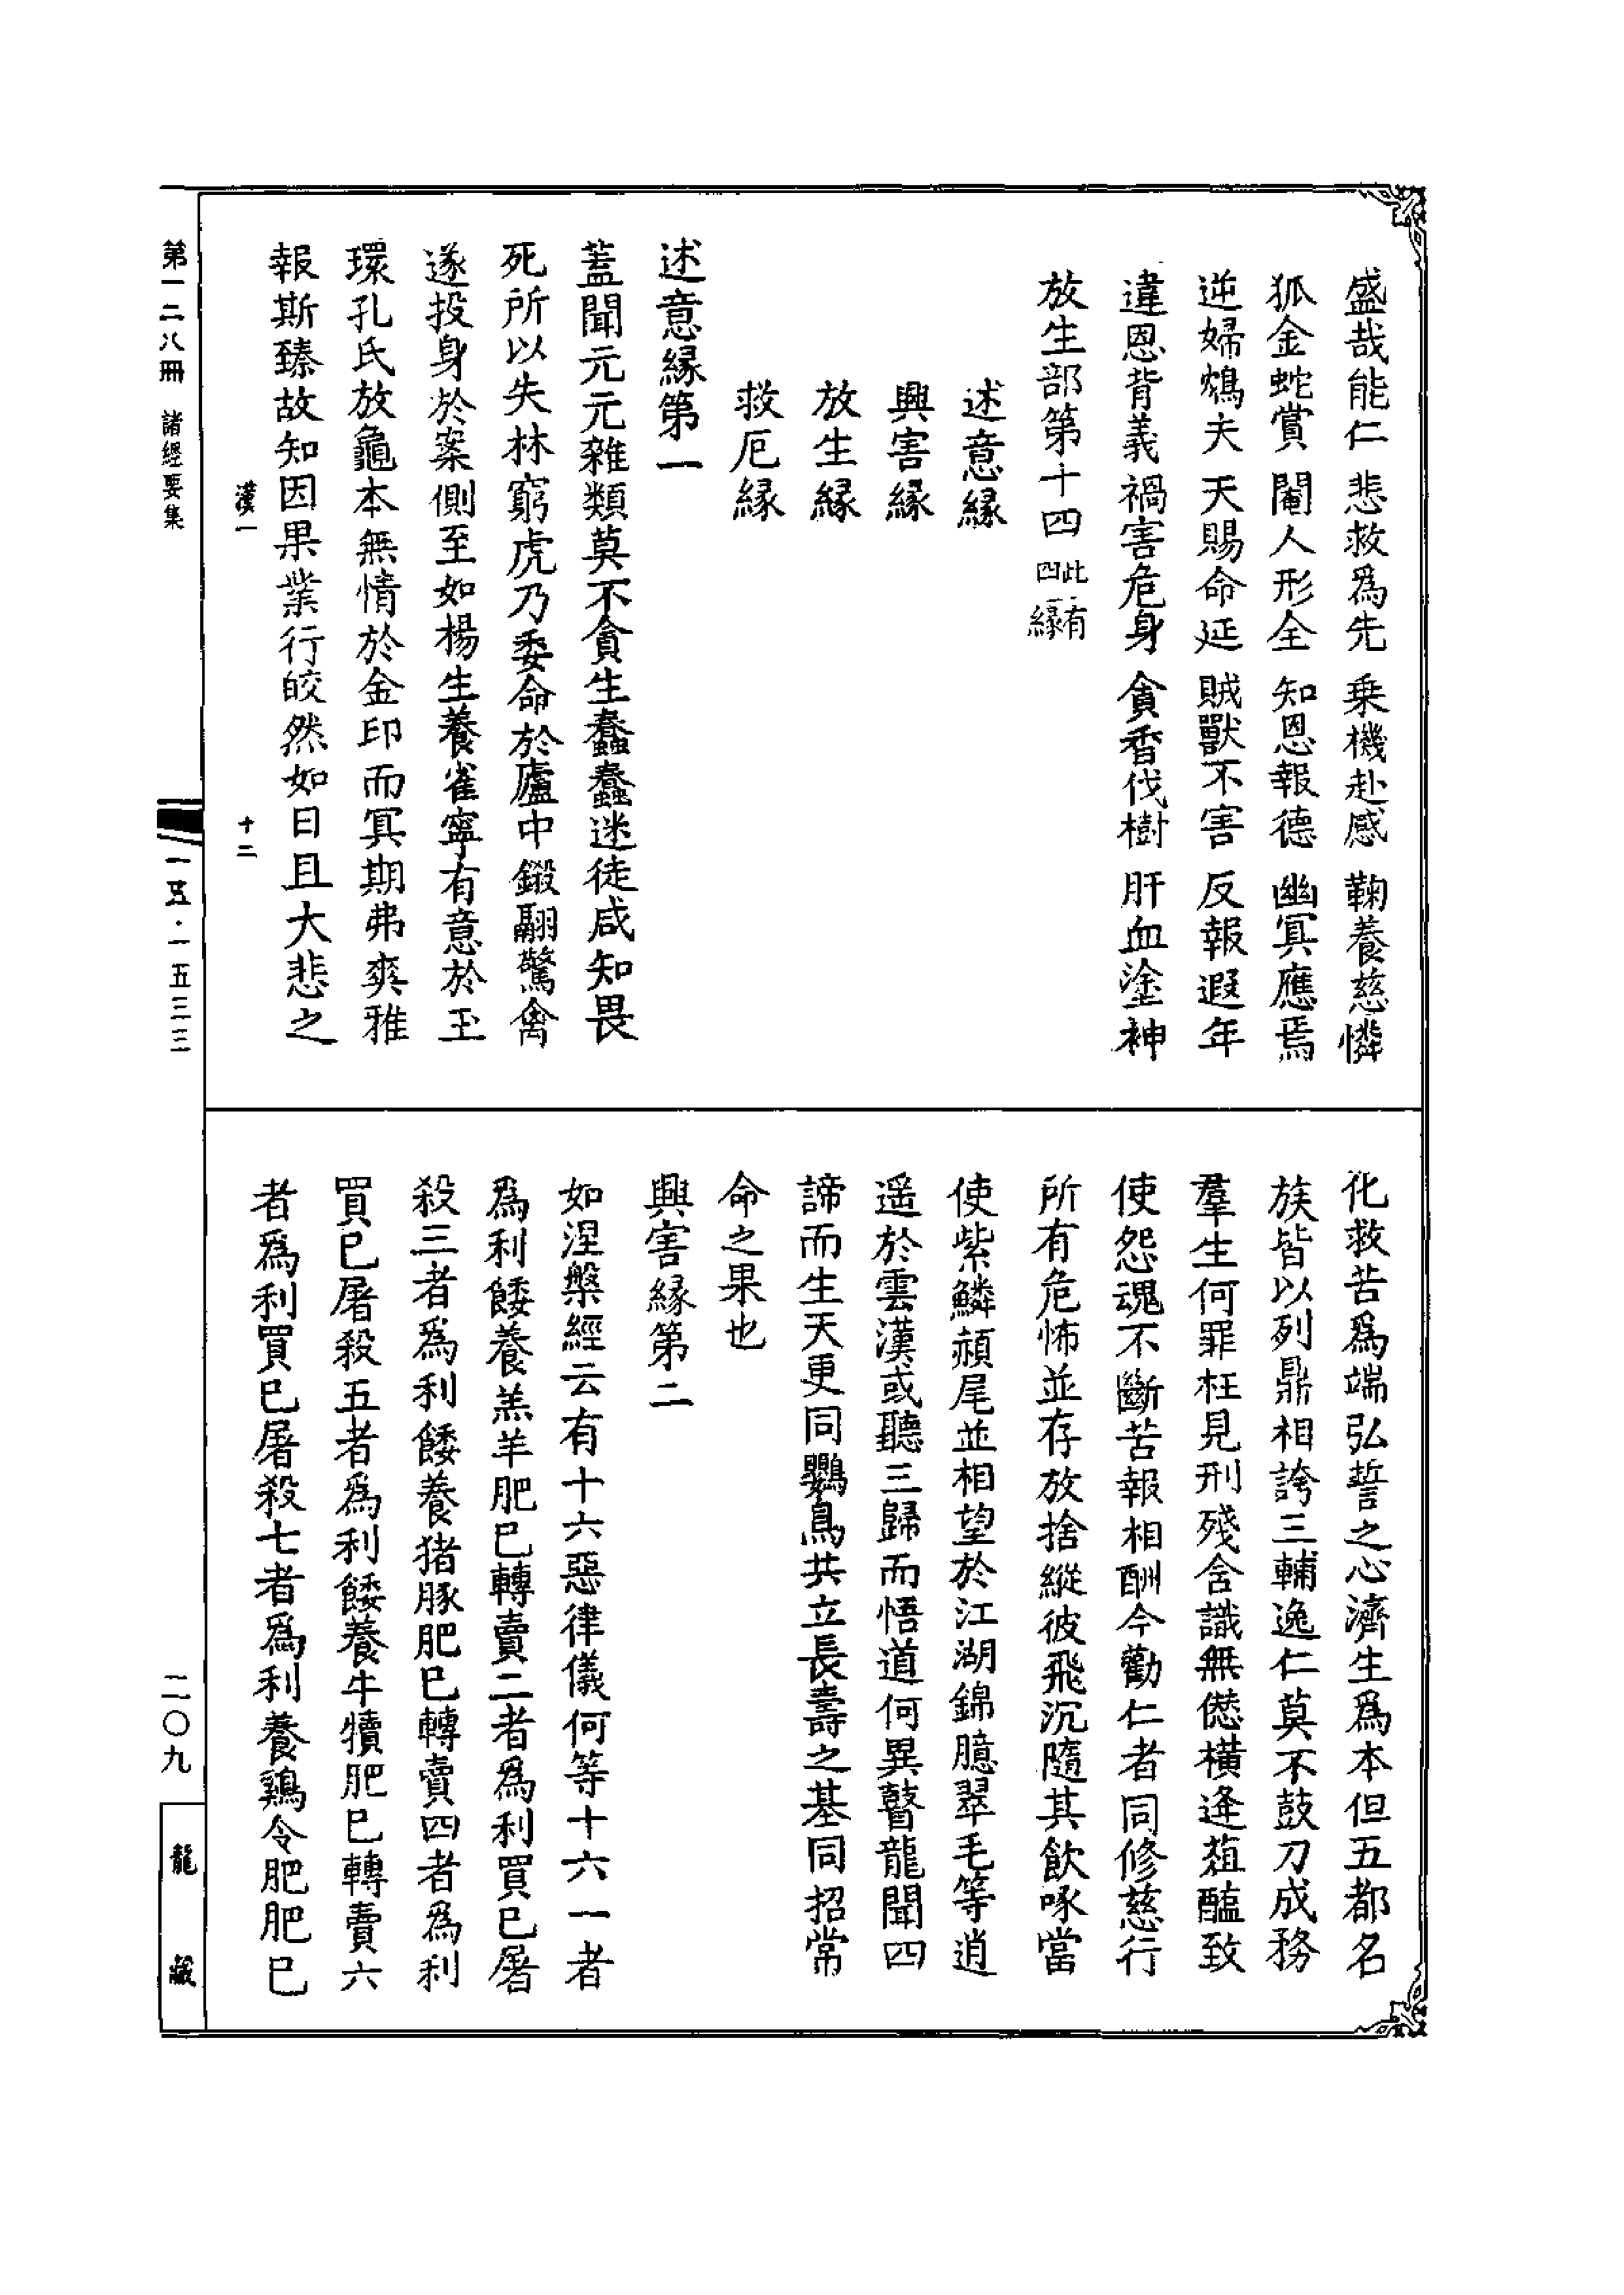 盛哉能仁　悲救爲先　乗機赴感　鞠養慈憐
狐金蛇賞　闡人形全　知恩報德　幽冥應焉
逆婦鴆夫　天賜命延　賊獸不害　反報遐年
違恩背義　禍害危身　貪香伐樹　肝血塗神
放生部第十四　此有四緣
述意緣
興害緣
放生緣
救厄緣
述意緣第一
蓋聞元元雜類莫不貪生蠢蠢迷徒咸知畏
死所以失林窮虎乃委命於廬中鎩翮驚禽
遂投身於案側至如楊生養雀寧有意於玉
環孔氏放龜本無情於金印而冥期弗爽雅
報斯臻故知因果業行皎然如日且大悲之
漢一　十二
化救苦爲端弘誓之心濟生爲本但五都名
族皆以列鼎相誇三輔逸仁莫不鼓刀成務
羣生何罪枉見刑殘含識無愆橫逢葅醢致
使怨魂不斷苦報相酬今勸仁者同修慈行
所有危怖並存放捨縱彼飛沉隨其飲啄當
使紫鱗頳尾並相望於江湖錦臆翠毛等逍
遥於雲漢或聽三歸而悟道何異瞽龍聞四
諦而生天更同鸚鳥共立長壽之基同招常
命之果也
興害緣第二
如涅槃經云有十六惡律儀何等十六一者
爲利餧養羔羊肥已轉賣二者爲利買已屠
殺三者爲利餧養猪豚肥已轉賣四者爲利
買已屠殺五者爲利餧養牛犢肥已轉賣六
者爲利買已屠殺七者爲利養鷄令肥肥已
第一二八冊　諸經要集
一五·一五三三
二〇九
龍藏